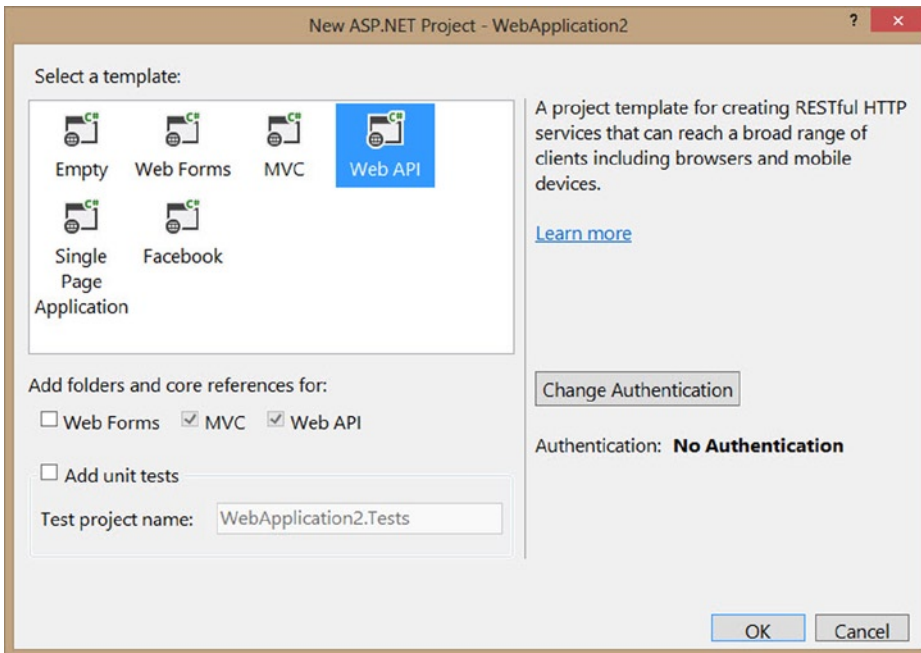 New ASP.NET Project - WebApplication2
?
×
Select a template:
C# C# C# C#
Empty Web Forms MVC Web API
C# C#
Single Facebook
Page
Application
A project template for creating RESTful HTTP
services that can reach a broad range of
clients including browsers and mobile
devices.
Learn more
Add folders and core references for:
Web Forms MVC Web API
Add unit tests
Test project name: WebApplication2.Tests
Change Authentication
Authentication: No Authentication
OK Cancel